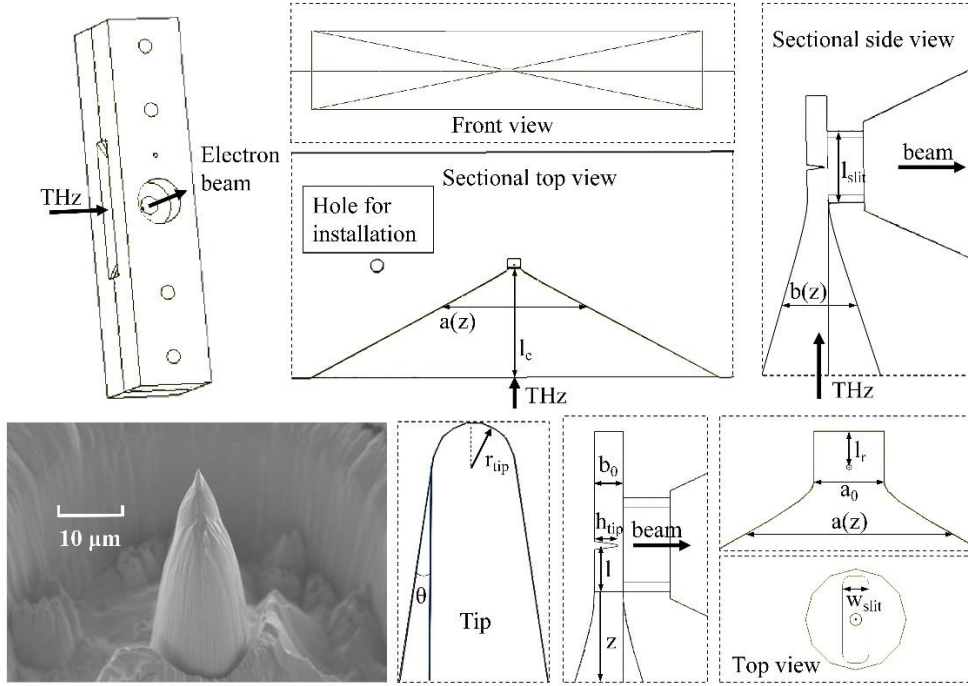 THz
Electron
beam
Front view
Sectional top view
Hole for
installation
a(z)
l_c
THz
Sectional side view
beam
l_slit
b(z)
THz
10 μm
r_tip
θ
Tip
b_0
h_tip
beam
l
z
l_r
a_0
a(z)
w_slit
Top view